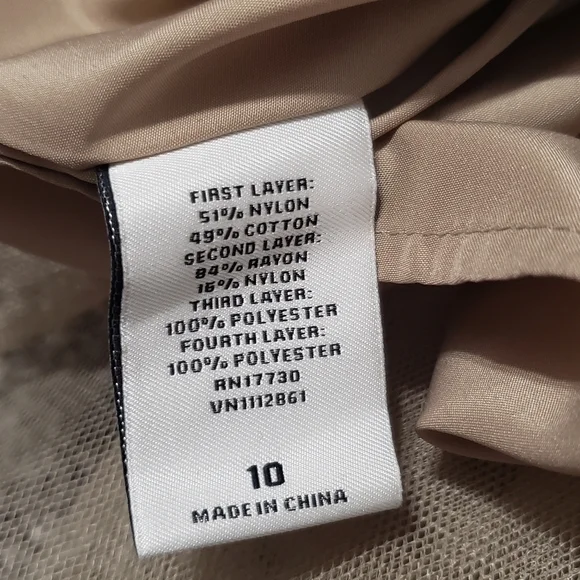 FIRST LAYER:
51% NYLON
49% COTTON
SECOND LAYER:
84% RAYON
16% NYLON
THIRD LAYER:
100% POLYESTER
FOURTH LAYER:
100% POLYESTER
RN17730
VN1112861
10
MADE IN CHINA